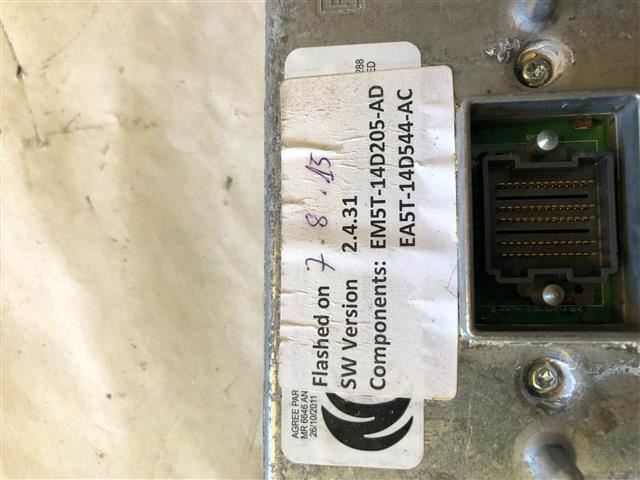 Flashed on 7.8.15
SW Version 2.4.31
Components: EM5T-14D205-AD
EA5T-14D544-AC
AGREE PAR
MR 6646 AN
26/10/2011
288
ED